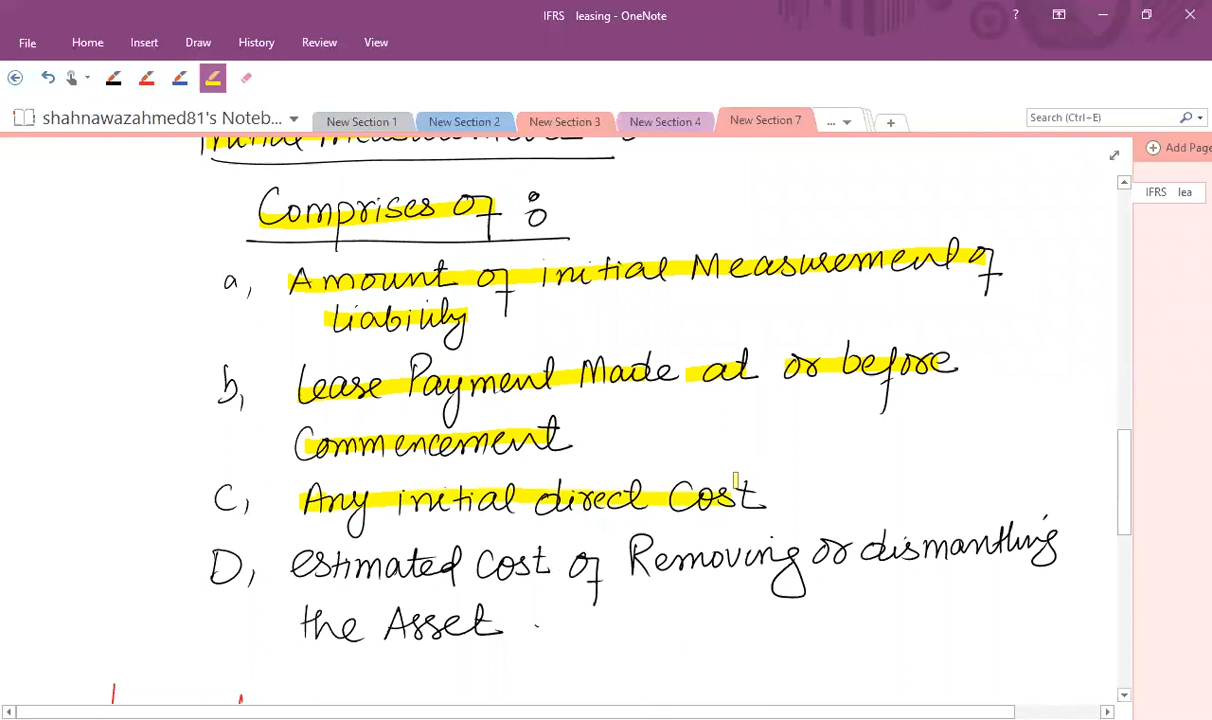 IFRS leasing - OneNote
?
File Home Insert Draw History Review View
shahnawazahmed81's Noteb... New Section 1 New Section 2 New Section 3 New Section 4 New Section 7 ... Search (Ctrl+E)
Add Page
IFRS lea
Comprises of :
a, Amount of initial Measurement of
liability
b, Lease Payment Made at or before
Commencement
C, Any initial direct Cost
D, estimated Cost of Removing or dismantling
the Asset .